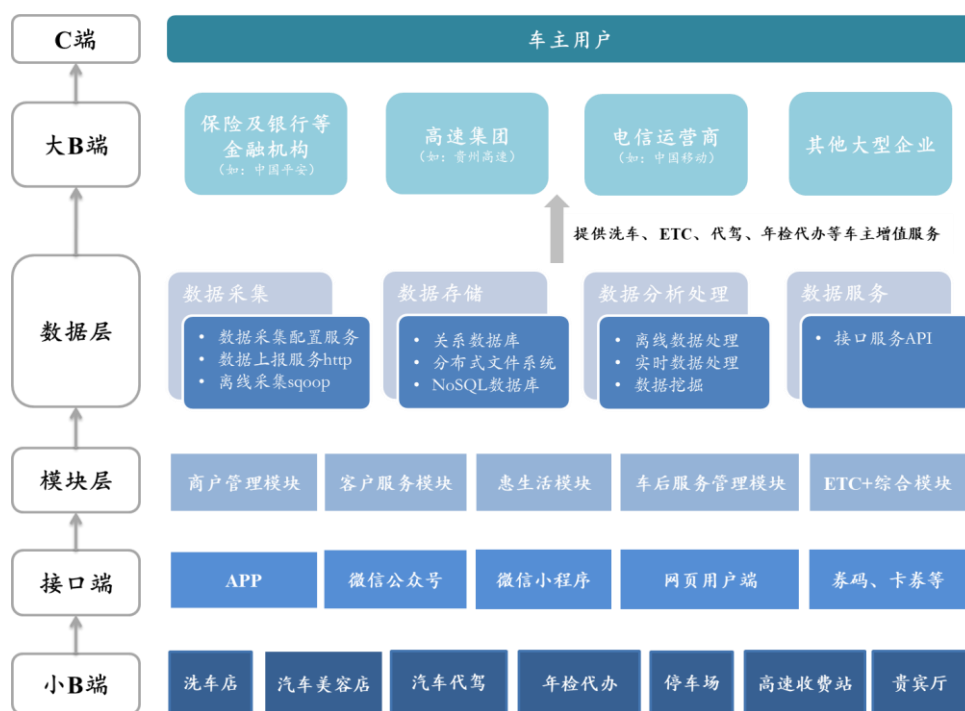 C端
车主用户
大B端
保险及银行等
金融机构
(如：中国平安)
高速集团
(如：贵州高速)
电信运营商
(如：中国移动)
其他大型企业
提供洗车、ETC、代驾、年检代办等车主增值服务
数据层
数据采集
• 数据采集配置服务
• 数据上报服务http
• 离线采集sqoop
数据存储
• 关系数据库
• 分布式文件系统
• NoSQL数据库
数据分析处理
• 离线数据处理
• 实时数据处理
• 数据挖掘
数据服务
• 接口服务API
模块层
商户管理模块
客户服务模块
惠生活模块
车后服务管理模块
ETC+综合模块
接口端
APP
微信公众号
微信小程序
网页用户端
券码、卡券等
小B端
洗车店
汽车美容店
汽车代驾
年检代办
停车场
高速收费站
贵宾厅